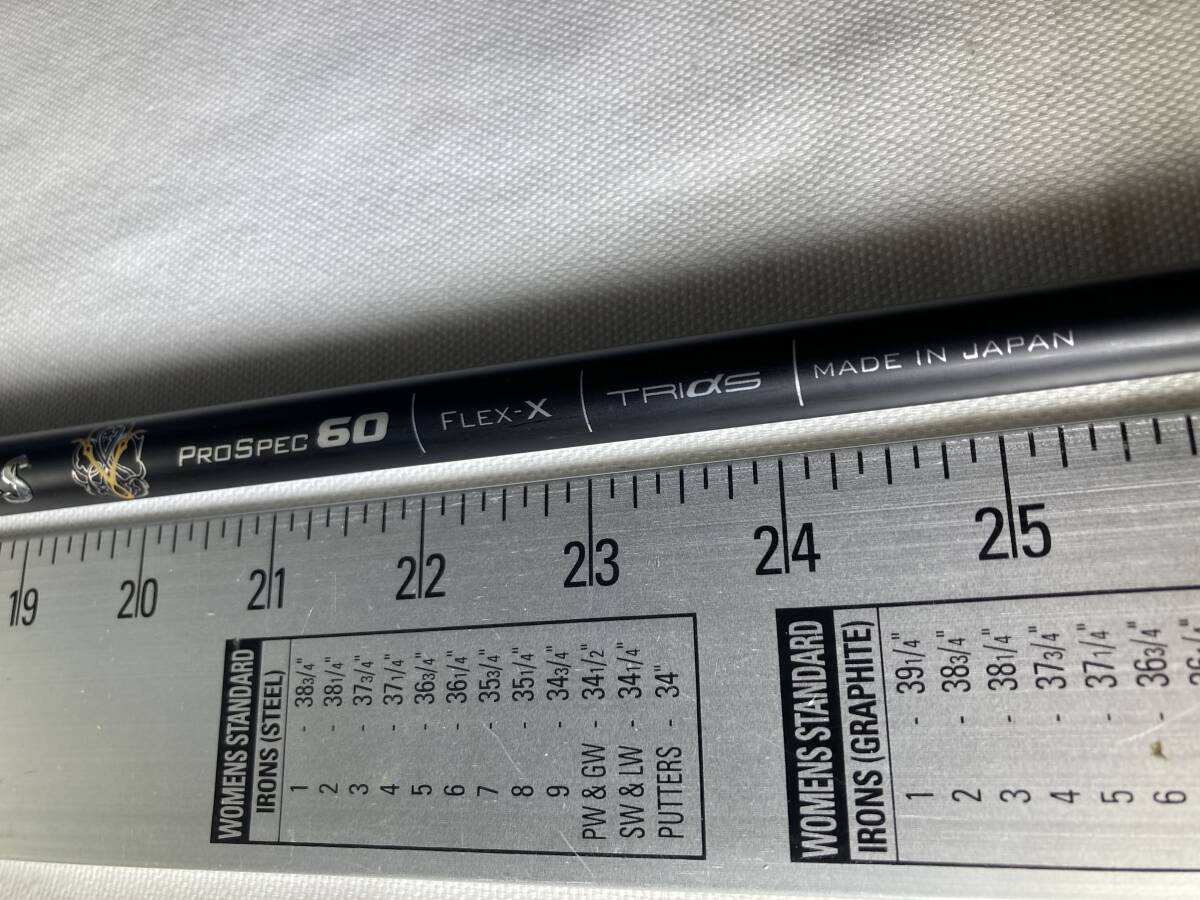 S PROSPEC 60 FLEX-X TRIαS MADE IN JAPAN
19 20 21 22 23 24 25
WOMENS STANDARD
IRONS (STEEL)
1 - 38 3/4"
2 - 38 1/4"
3 - 37 3/4"
4 - 37 1/4"
5 - 36 3/4"
6 - 36 1/4"
7 - 35 3/4"
8 - 35 1/4"
9 - 34 3/4"
PW & GW - 34 1/2"
SW & LW - 34 1/4"
PUTTERS - 34"
WOMENS STANDARD
IRONS (GRAPHITE)
1 - 39 1/4"
2 - 38 3/4"
3 - 38 1/4"
4 - 37 3/4"
5 - 37 1/4"
6 - 36 3/4"